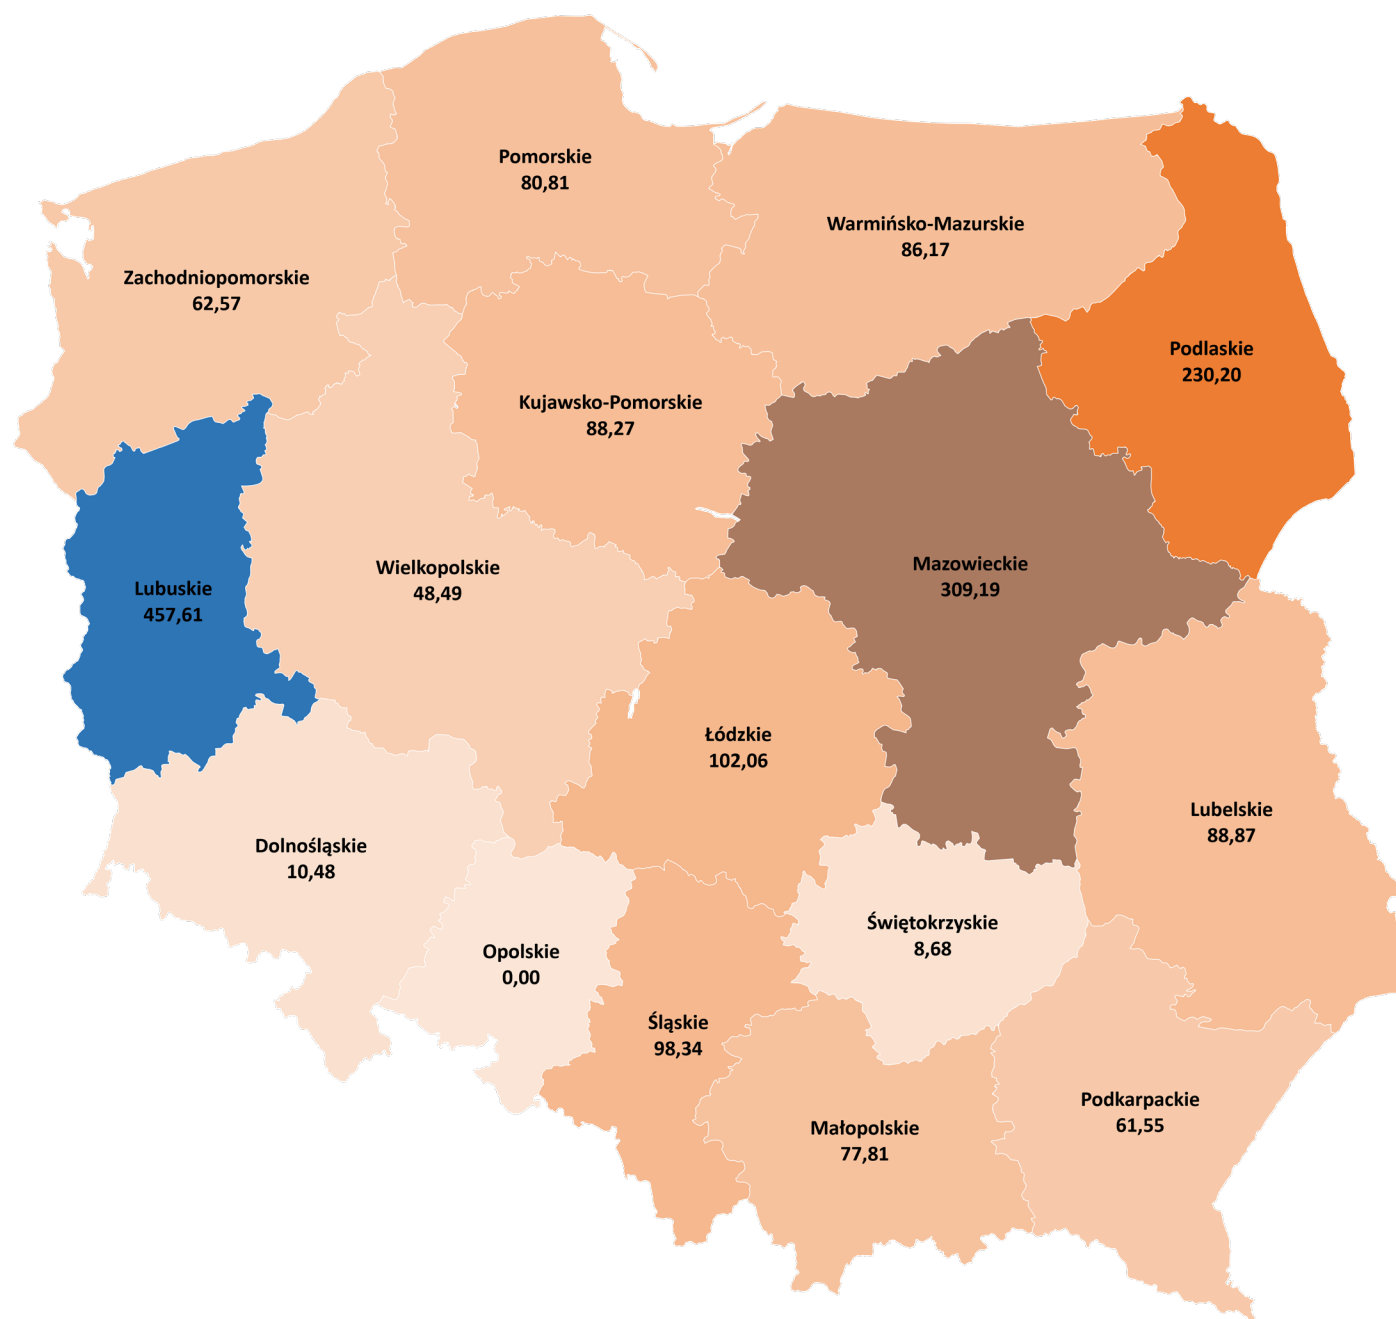 Pomorskie
80,81
Warmińsko-Mazurskie
86,17
Zachodniopomorskie
62,57
Podlaskie
230,20
Kujawsko-Pomorskie
88,27
Mazowieckie
309,19
Wielkopolskie
48,49
Lubuskie
457,61
Łódzkie
102,06
Lubelskie
88,87
Dolnośląskie
10,48
Świętokrzyskie
8,68
Opolskie
0,00
Śląskie
98,34
Podkarpackie
61,55
Małopolskie
77,81